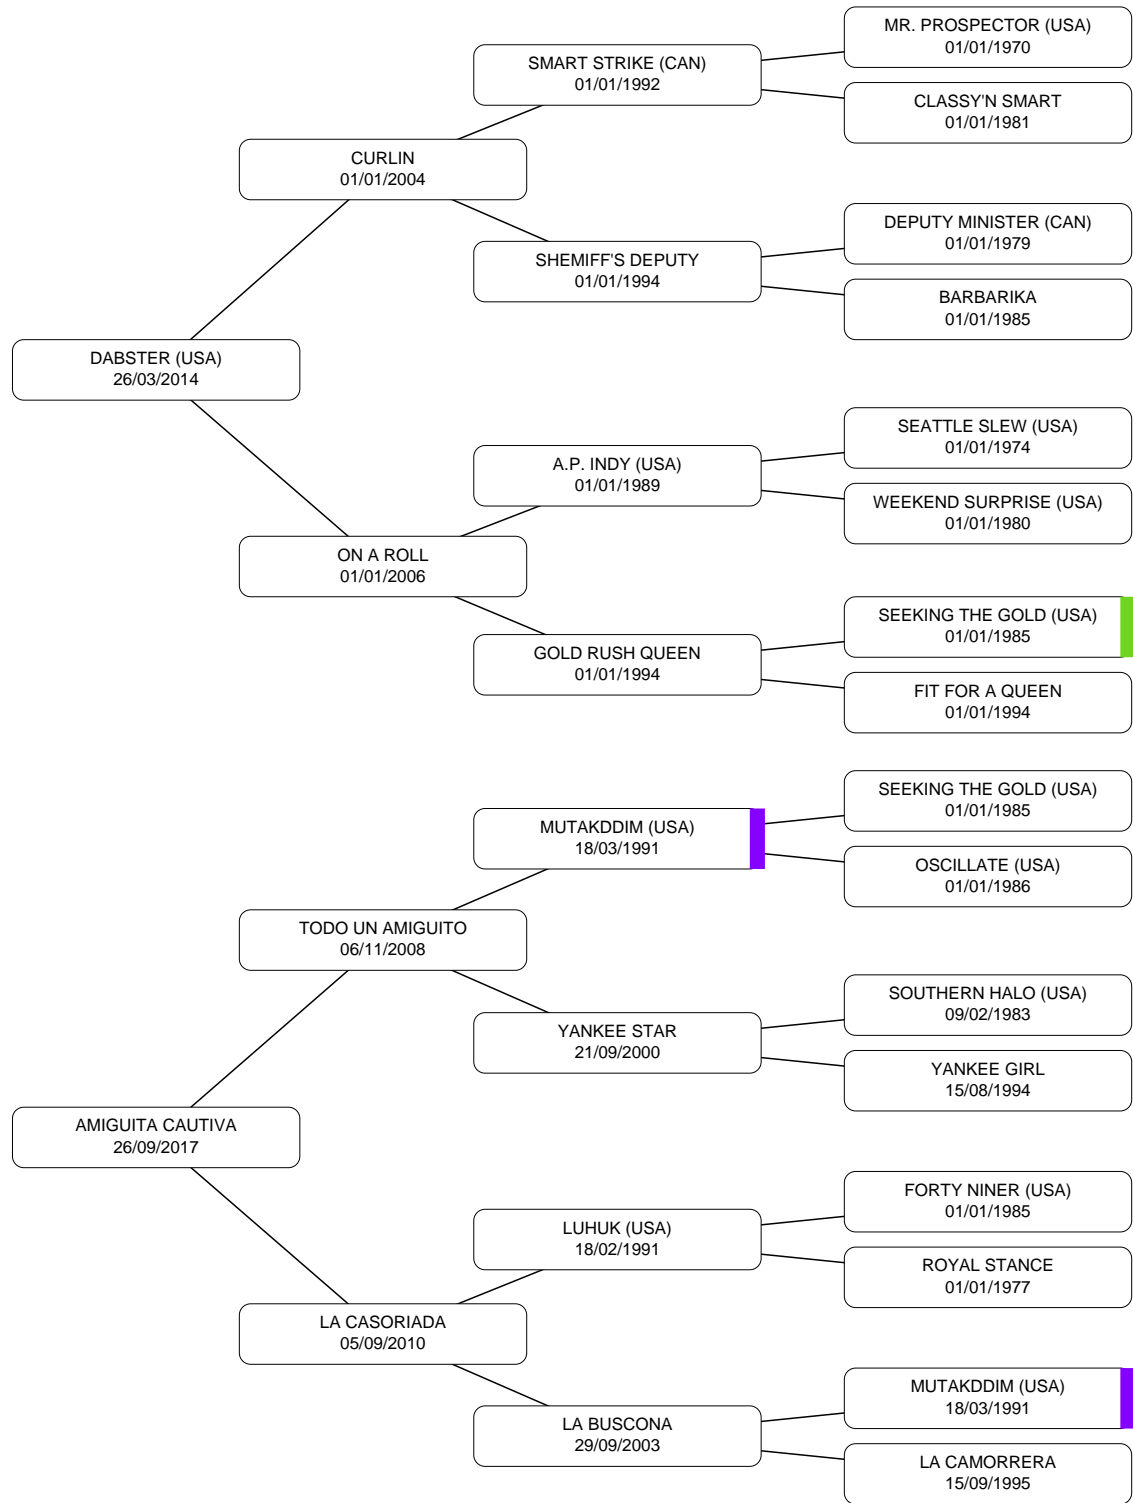 MR. PROSPECTOR (USA)
01/01/1970
SMART STRIKE (CAN)
01/01/1992
CLASSY'N SMART
01/01/1981
CURLIN
01/01/2004
DEPUTY MINISTER (CAN)
01/01/1979
SHEMIFF'S DEPUTY
01/01/1994
BARBARIKA
01/01/1985
DABSTER (USA)
26/03/2014
SEATTLE SLEW (USA)
01/01/1974
A.P. INDY (USA)
01/01/1989
WEEKEND SURPRISE (USA)
01/01/1980
ON A ROLL
01/01/2006
SEEKING THE GOLD (USA)
01/01/1985
GOLD RUSH QUEEN
01/01/1994
FIT FOR A QUEEN
01/01/1994
SEEKING THE GOLD (USA)
01/01/1985
MUTAKDDIM (USA)
18/03/1991
OSCILLATE (USA)
01/01/1986
TODO UN AMIGUITO
06/11/2008
SOUTHERN HALO (USA)
09/02/1983
YANKEE STAR
21/09/2000
YANKEE GIRL
15/08/1994
AMIGUITA CAUTIVA
26/09/2017
FORTY NINER (USA)
01/01/1985
LUHUK (USA)
18/02/1991
ROYAL STANCE
01/01/1977
LA CASORIADA
05/09/2010
MUTAKDDIM (USA)
18/03/1991
LA BUSCONA
29/09/2003
LA CAMORRERA
15/09/1995